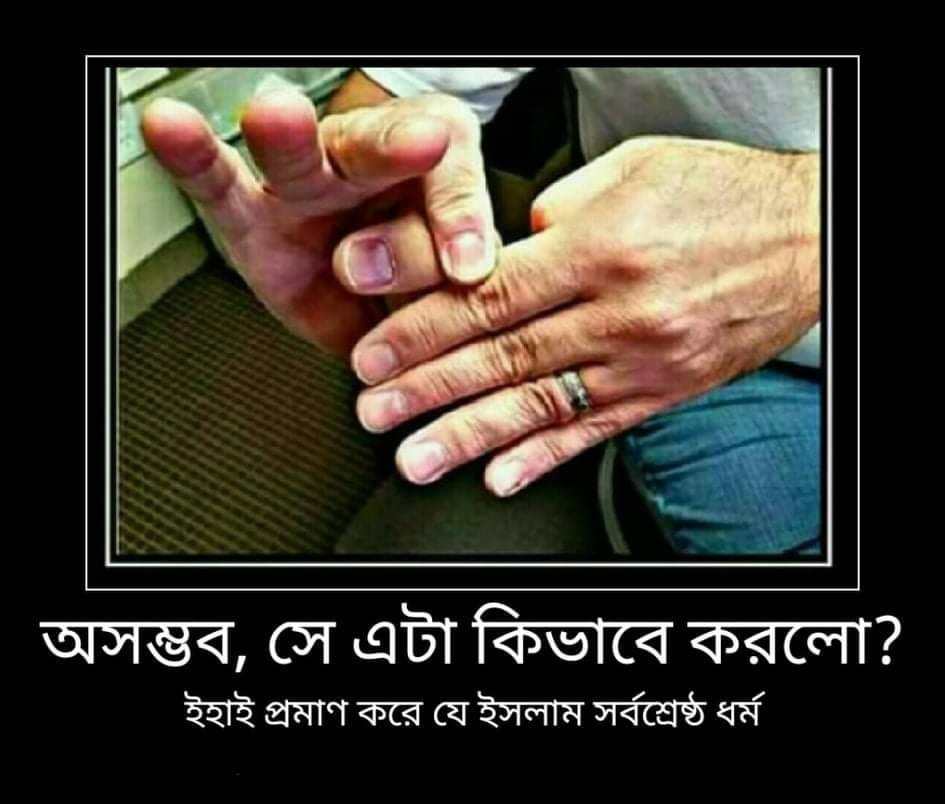 অসম্ভব, সে এটা কিভাবে করলো?
ইহাই প্রমাণ করে যে ইসলাম সর্বশ্রেষ্ঠ ধর্ম